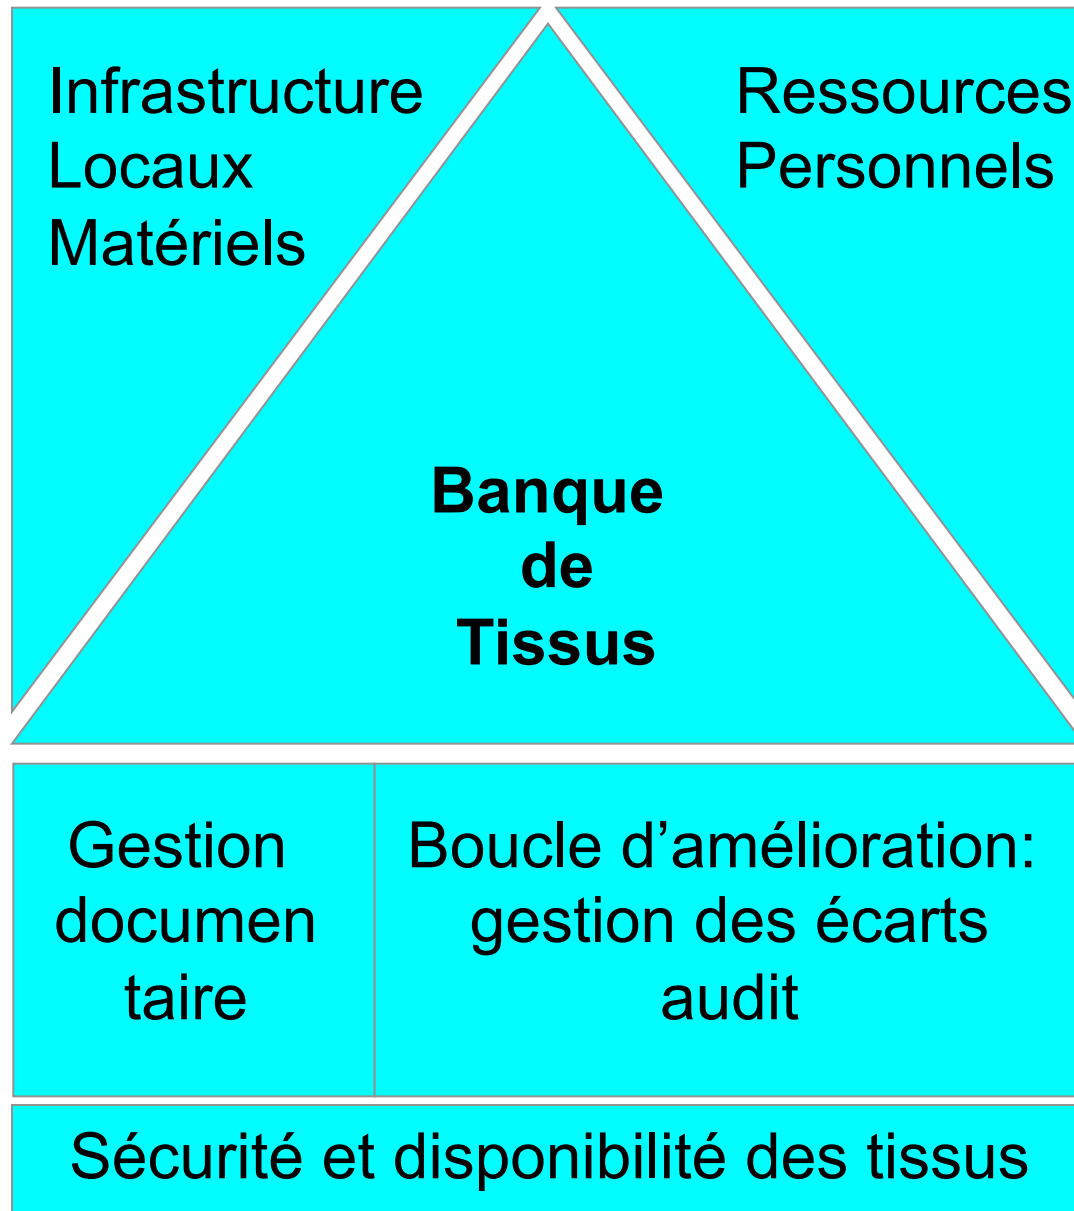 Infrastructure
Locaux
Matériels
Ressources
Personnels
Banque
de
Tissus
Gestion
documen
taire
Boucle d’amélioration:
gestion des écarts
audit
Sécurité et disponibilité des tissus